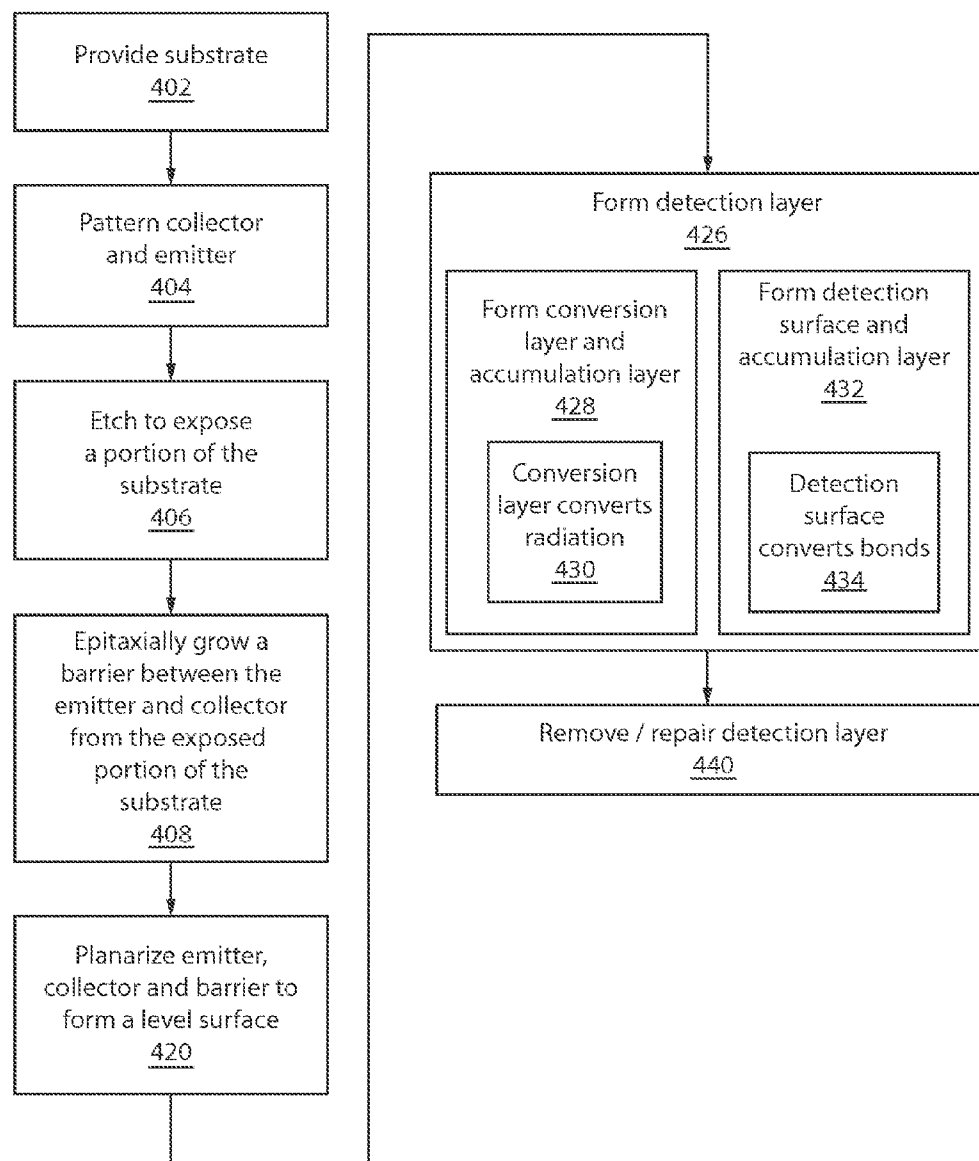 Provide substrate
402
Pattern collector
and emitter
404
Etch to expose
a portion of the
substrate
406
Epitaxially grow a
barrier between the
emitter and collector
from the exposed
portion of the
substrate
408
Planarize emitter,
collector and barrier to
form a level surface
420
Form detection layer
426
Form conversion
layer and
accumulation layer
428
Conversion
layer converts
radiation
430
Form detection
surface and
accumulation layer
432
Detection
surface
converts bonds
434
Remove / repair detection layer
440